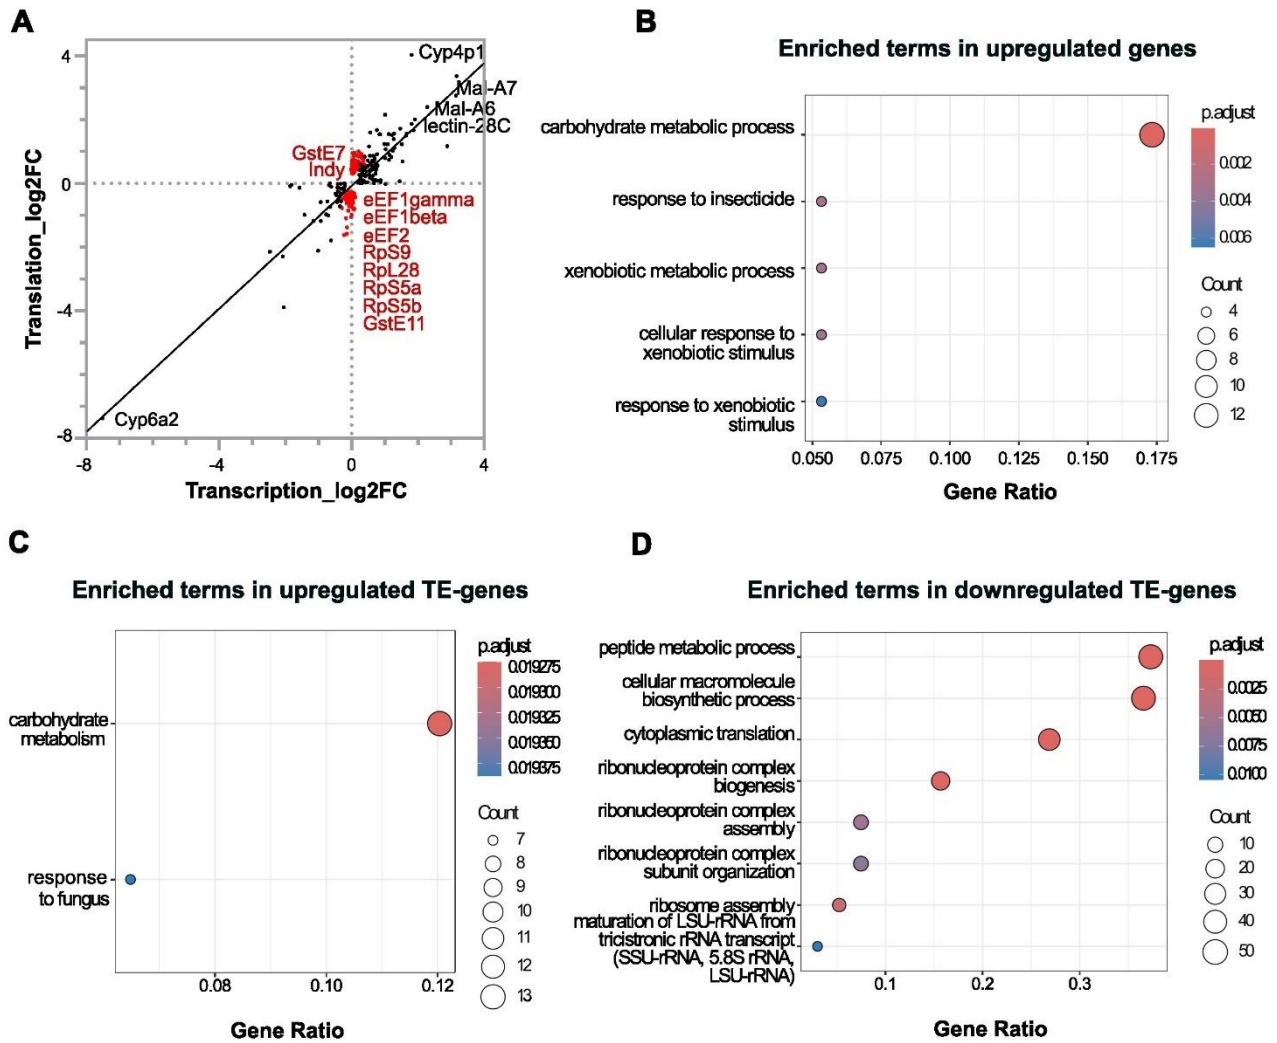 A
4
0
-4
-8
-8
-4
0
4
Translation_log2FC
Transcription_log2FC
Cyp4p1
Mal-A7
Mal-A6
lectin-28C
GstE7
Indy
eEF1gamma
eEF1beta
eEF2
RpS9
RpL28
RpS5a
RpS5b
GstE11
Cyp6a2
B
Enriched terms in upregulated genes
carbohydrate metabolic process
response to insecticide
xenobiotic metabolic process
cellular response to
xenobiotic stimulus
response to xenobiotic
stimulus
0.050
0.075
0.100
0.125
0.150
0.175
Gene Ratio
p.adjust
0.002
0.004
0.006
Count
4
6
8
10
12
C
Enriched terms in upregulated TE-genes
carbohydrate
metabolism
response
to fungus
0.08
0.10
0.12
Gene Ratio
p.adjust
0.019275
0.019300
0.019325
0.019350
0.019375
Count
7
8
9
10
11
12
13
D
Enriched terms in downregulated TE-genes
peptide metabolic process
cellular macromolecule
biosynthetic process
cytoplasmic translation
ribonucleoprotein complex
biogenesis
ribonucleoprotein complex
assembly
ribonucleoprotein complex
subunit organization
ribosome assembly
maturation of LSU-rRNA from
tricistronic rRNA transcript
(SSU-rRNA, 5.8S rRNA,
LSU-rRNA)
0.1
0.2
0.3
Gene Ratio
p.adjust
0.0025
0.0050
0.0075
0.0100
Count
10
20
30
40
50